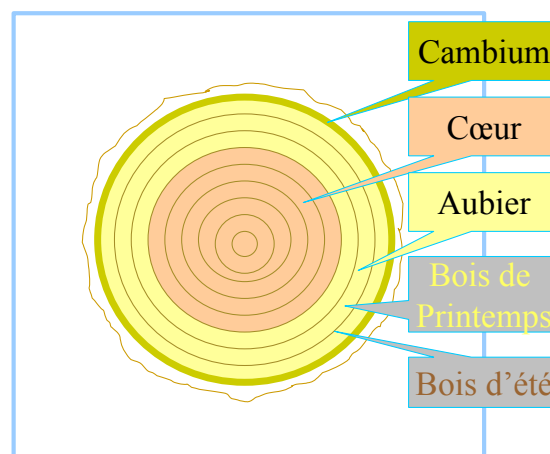 Cambium
Cœur
Aubier
Bois de
Printemps
Bois d’été